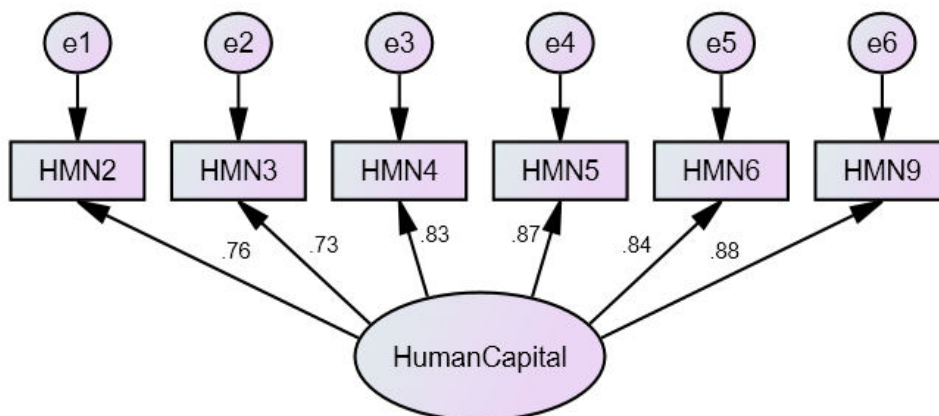 e1 e2 e3 e4 e5 e6
HMN2 HMN3 HMN4 HMN5 HMN6 HMN9
.76 .73 .83 .87 .84 .88
HumanCapital